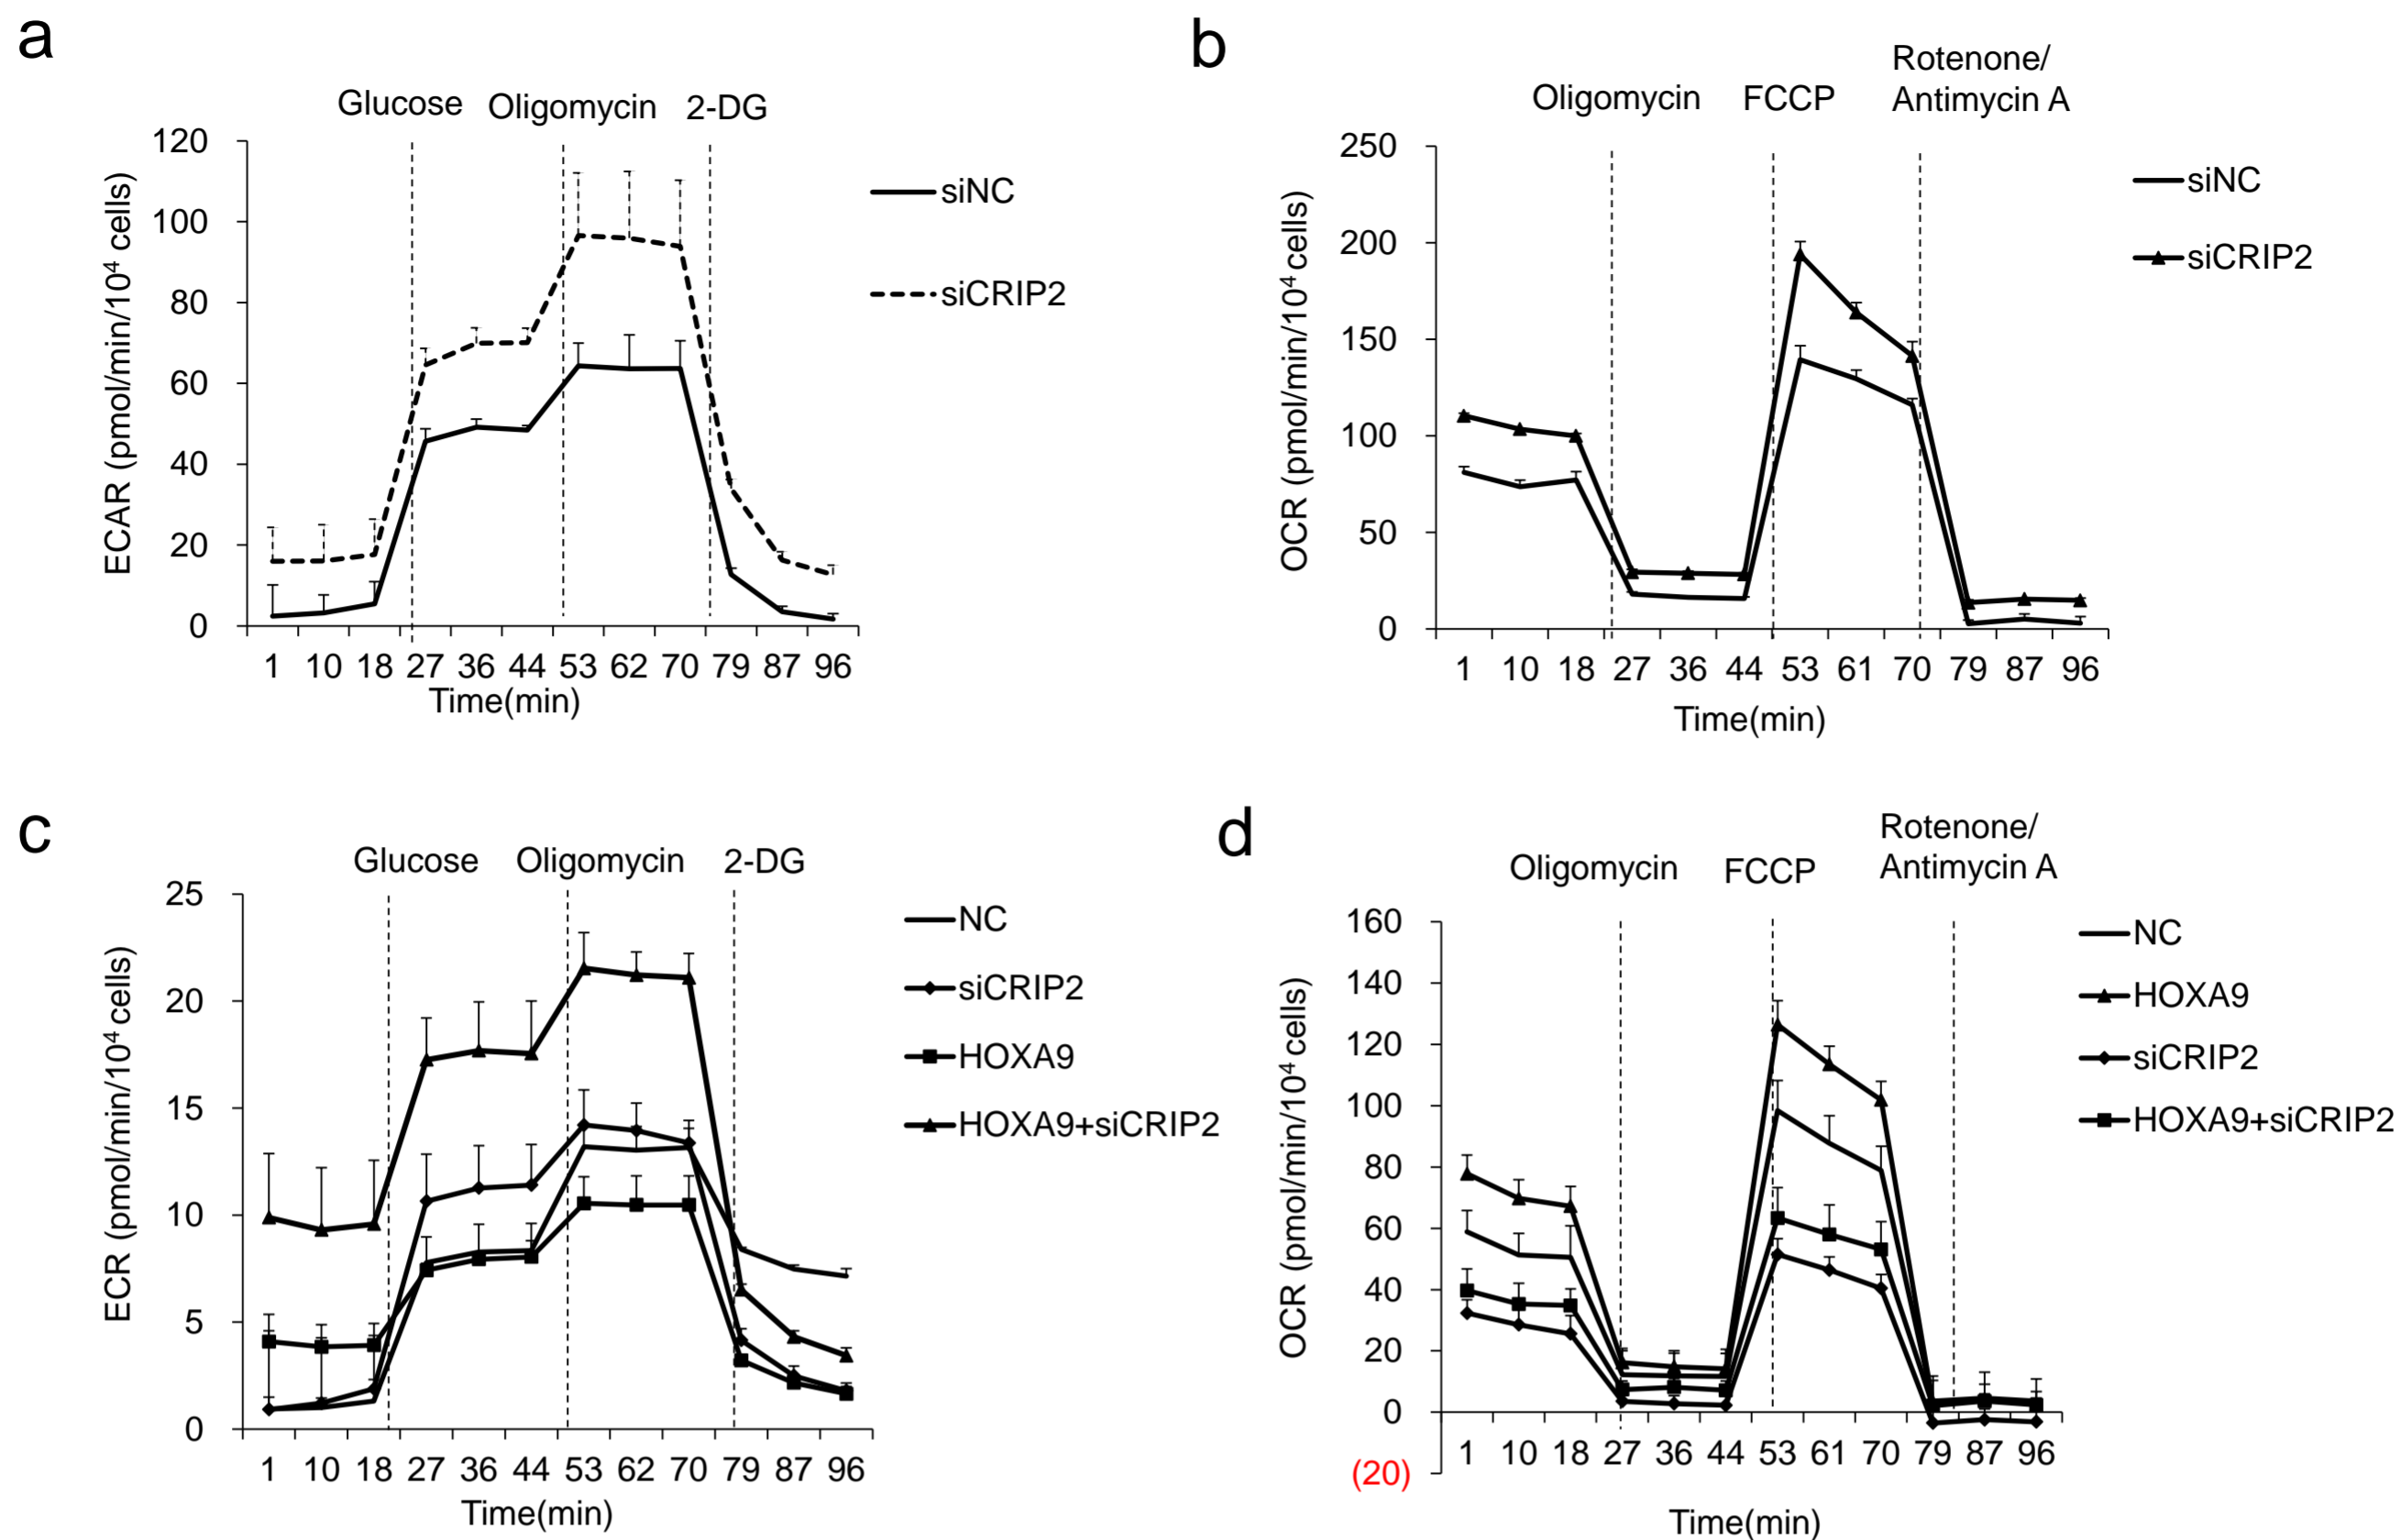 a
Glucose Oligomycin 2-DG
ECAR (pmol/min/10⁴ cells)
120
100
80
60
40
20
0
1 10 18 27 36 44 53 62 70 79 87 96
Time(min)
siNC
siCRIP2
b
Oligomycin FCCP Rotenone/
Antimycin A
OCR (pmol/min/10⁴ cells)
250
200
150
100
50
0
1 10 18 27 36 44 53 61 70 79 87 96
Time(min)
siNC
siCRIP2
c
Glucose Oligomycin 2-DG
ECR (pmol/min/10⁴ cells)
25
20
15
10
5
0
1 10 18 27 36 44 53 62 70 79 87 96
Time(min)
NC
siCRIP2
HOXA9
HOXA9+siCRIP2
d
Oligomycin FCCP Rotenone/
Antimycin A
OCR (pmol/min/10⁴ cells)
160
140
120
100
80
60
40
20
0
(20)
1 10 18 27 36 44 53 61 70 79 87 96
Time(min)
NC
HOXA9
siCRIP2
HOXA9+siCRIP2